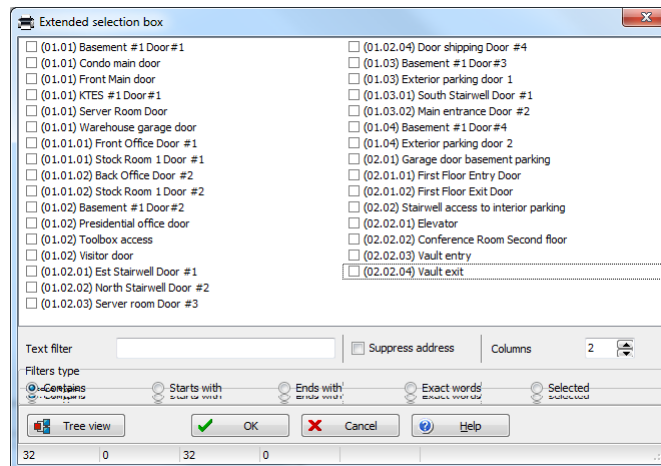 Extended selection box
(01.01) Basement #1 Door#1
(01.01) Condo main door
(01.01) Front Main door
(01.01) KTES #1 Door#1
(01.01) Server Room Door
(01.01) Warehouse garage door
(01.01.01) Front Office Door #1
(01.01.01) Stock Room 1 Door #1
(01.01.02) Back Office Door #2
(01.01.02) Stock Room 1 Door #2
(01.02) Basement #1 Door#2
(01.02) Presidential office door
(01.02) Toolbox access
(01.02) Visitor door
(01.02.01) Est Stairwell Door #1
(01.02.02) North Stairwell Door #2
(01.02.03) Server room Door #3
(01.02.04) Door shipping Door #4
(01.03) Basement #1 Door#3
(01.03) Exterior parking door 1
(01.03.01) South Stairwell Door #1
(01.03.02) Main entrance Door #2
(01.04) Basement #1 Door#4
(01.04) Exterior parking door 2
(02.01) Garage door basement parking
(02.01.01) First Floor Entry Door
(02.01.02) First Floor Exit Door
(02.02) Stairwell access to interior parking
(02.02.01) Elevator
(02.02.02) Conference Room Second floor
(02.02.03) Vault entry
(02.02.04) Vault exit
Text filter Suppress address Columns 2
Filters type
Contains Starts with Ends with Exact words Selected
Tree view OK Cancel Help
32 0 32 0